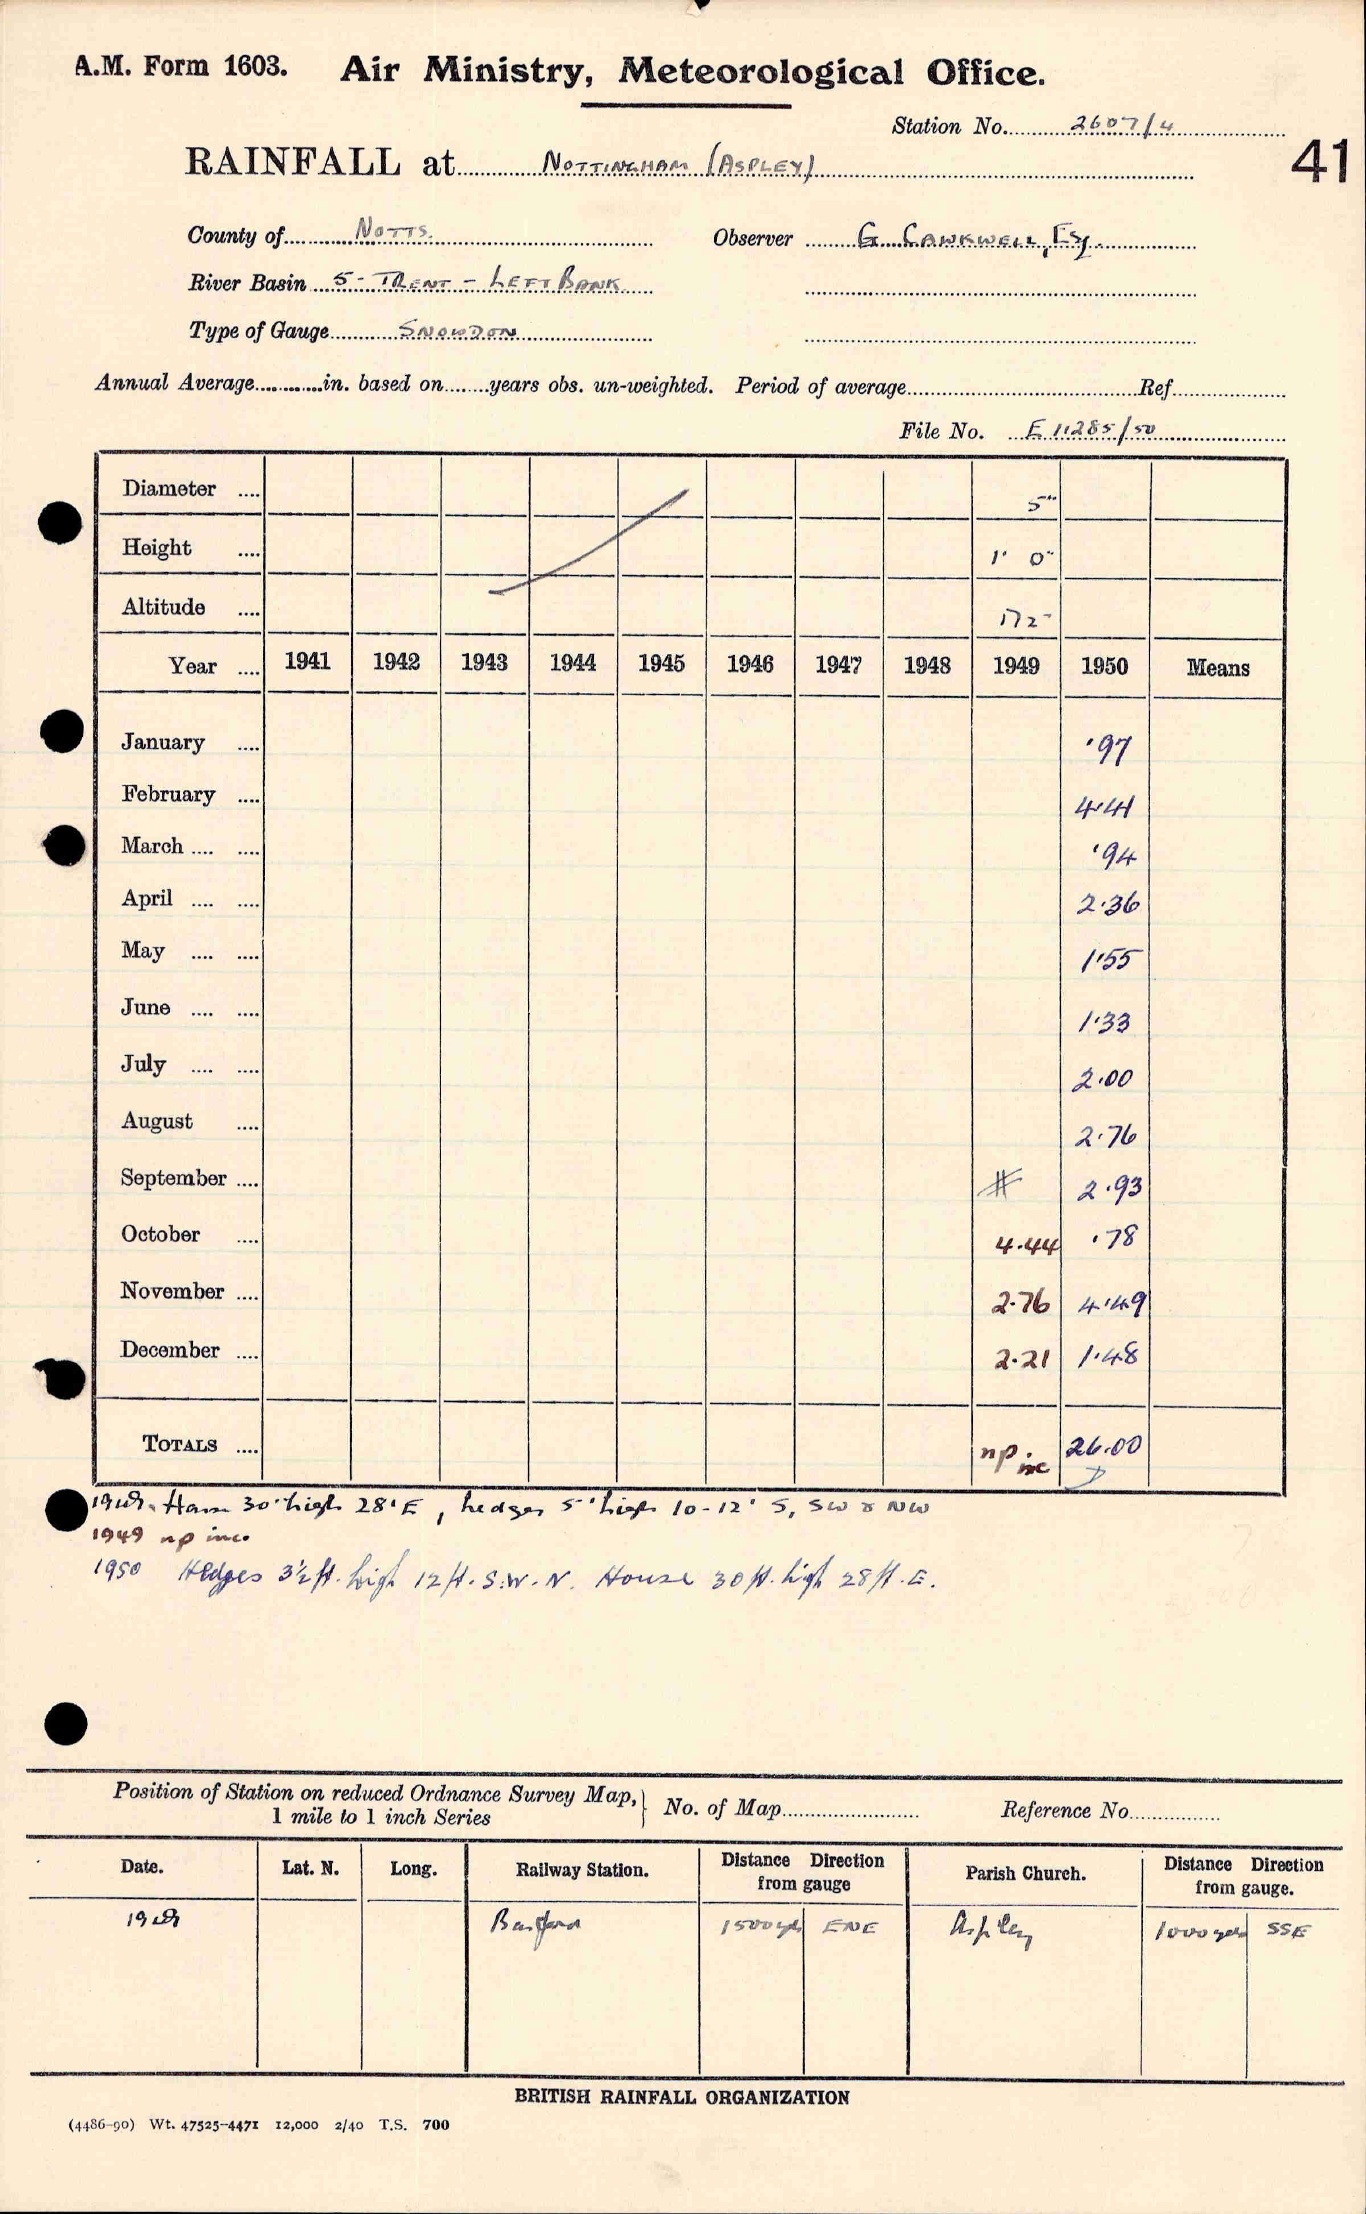 A.M. Form 1603. Air Ministry, Meteorological Office.
Station No. 2607/4
41
RAINFALL at NOTTINGHAM (ASPLEY)
County of NOTTS. Observer G. CAWKWELL, Esq.
River Basin 5 - TRENT - LEFT BANK
Type of Gauge SNOWDON
Annual Average............in. based on.......years obs. un-weighted. Period of average Ref.
File No. E 11285/50
Diameter .... 5"
Height .... 1' 0"
Altitude .... 172
Year .... 1941 1942 1943 1944 1945 1946 1947 1948 1949 1950 Means
January .... ·97
February .... 4·41
March .... .... ·94
April .... .... 2·36
May .... .... 1·55
June .... .... 1·33
July .... .... 2·00
August .... 2·76
September .... # 2·93
October .... 4·44 ·78
November .... 2·76 4·49
December .... 2·21 1·48
TOTALS .... np inc 26·00
30' high 28' E, hedges 5' high 10-12' S, SW & NW
1949 np inc.
1950 Hedges 3½ ft. high 12 ft. S.W.N. House 30 ft. high 28 ft. E.
Position of Station on reduced Ordnance Survey Map,
1 mile to 1 inch Series
No. of Map Reference No.
Date. Lat. N. Long. Railway Station. Distance from gauge Direction Parish Church. Distance from gauge. Direction
Basford 1500 yds ENE Aspley 1000 yds SSE
BRITISH RAINFALL ORGANIZATION
(4486-90) Wt. 47525-4471 12,000 2/40 T.S. 700